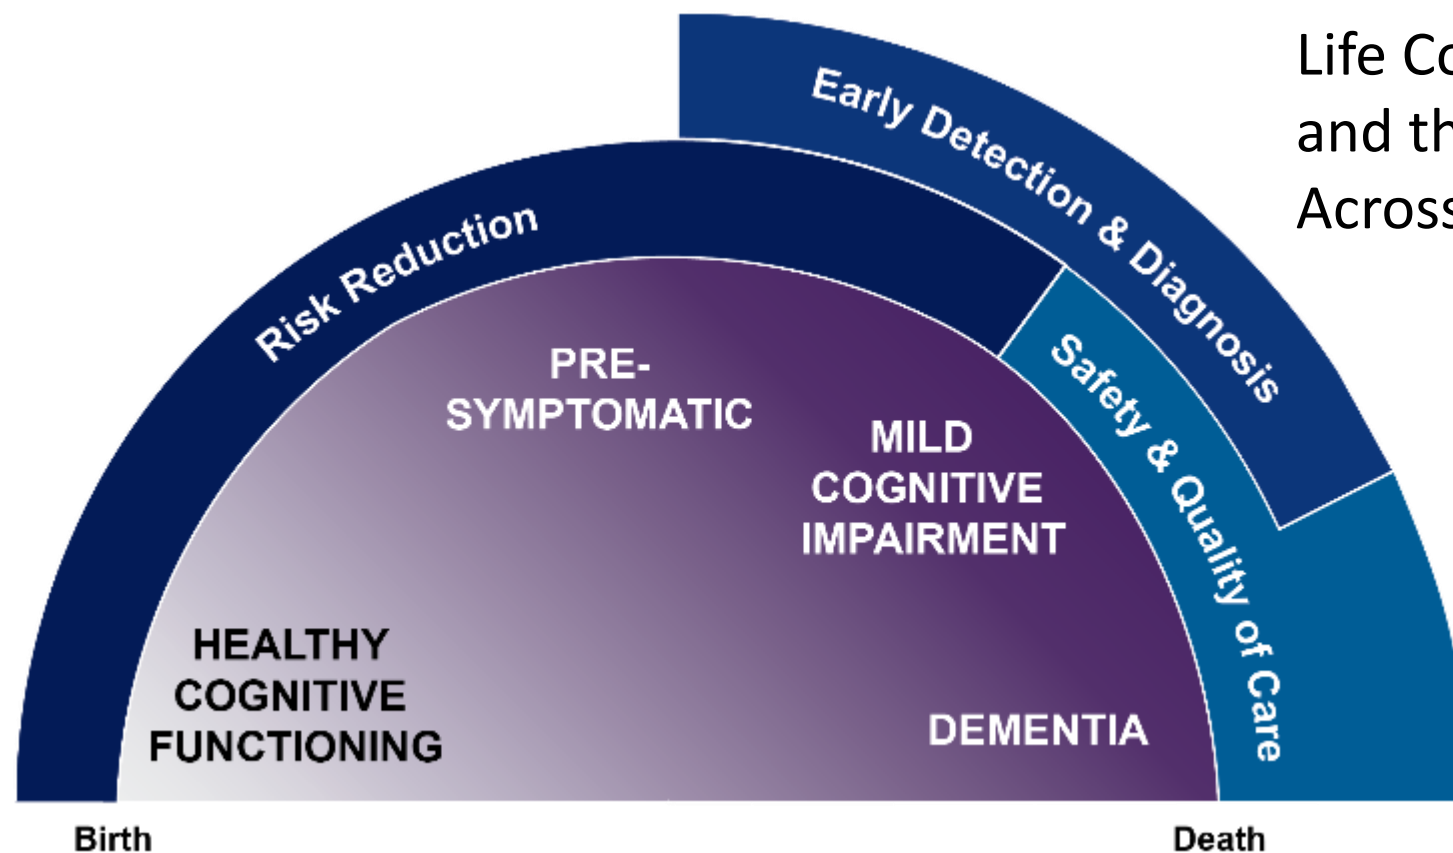 Life Co
and th
Across
Early Detection & Diagnosis
Risk Reduction
Safety & Quality of Care
PRE-
SYMPTOMATIC
MILD
COGNITIVE
IMPAIRMENT
HEALTHY
COGNITIVE
FUNCTIONING
DEMENTIA
Birth
Death